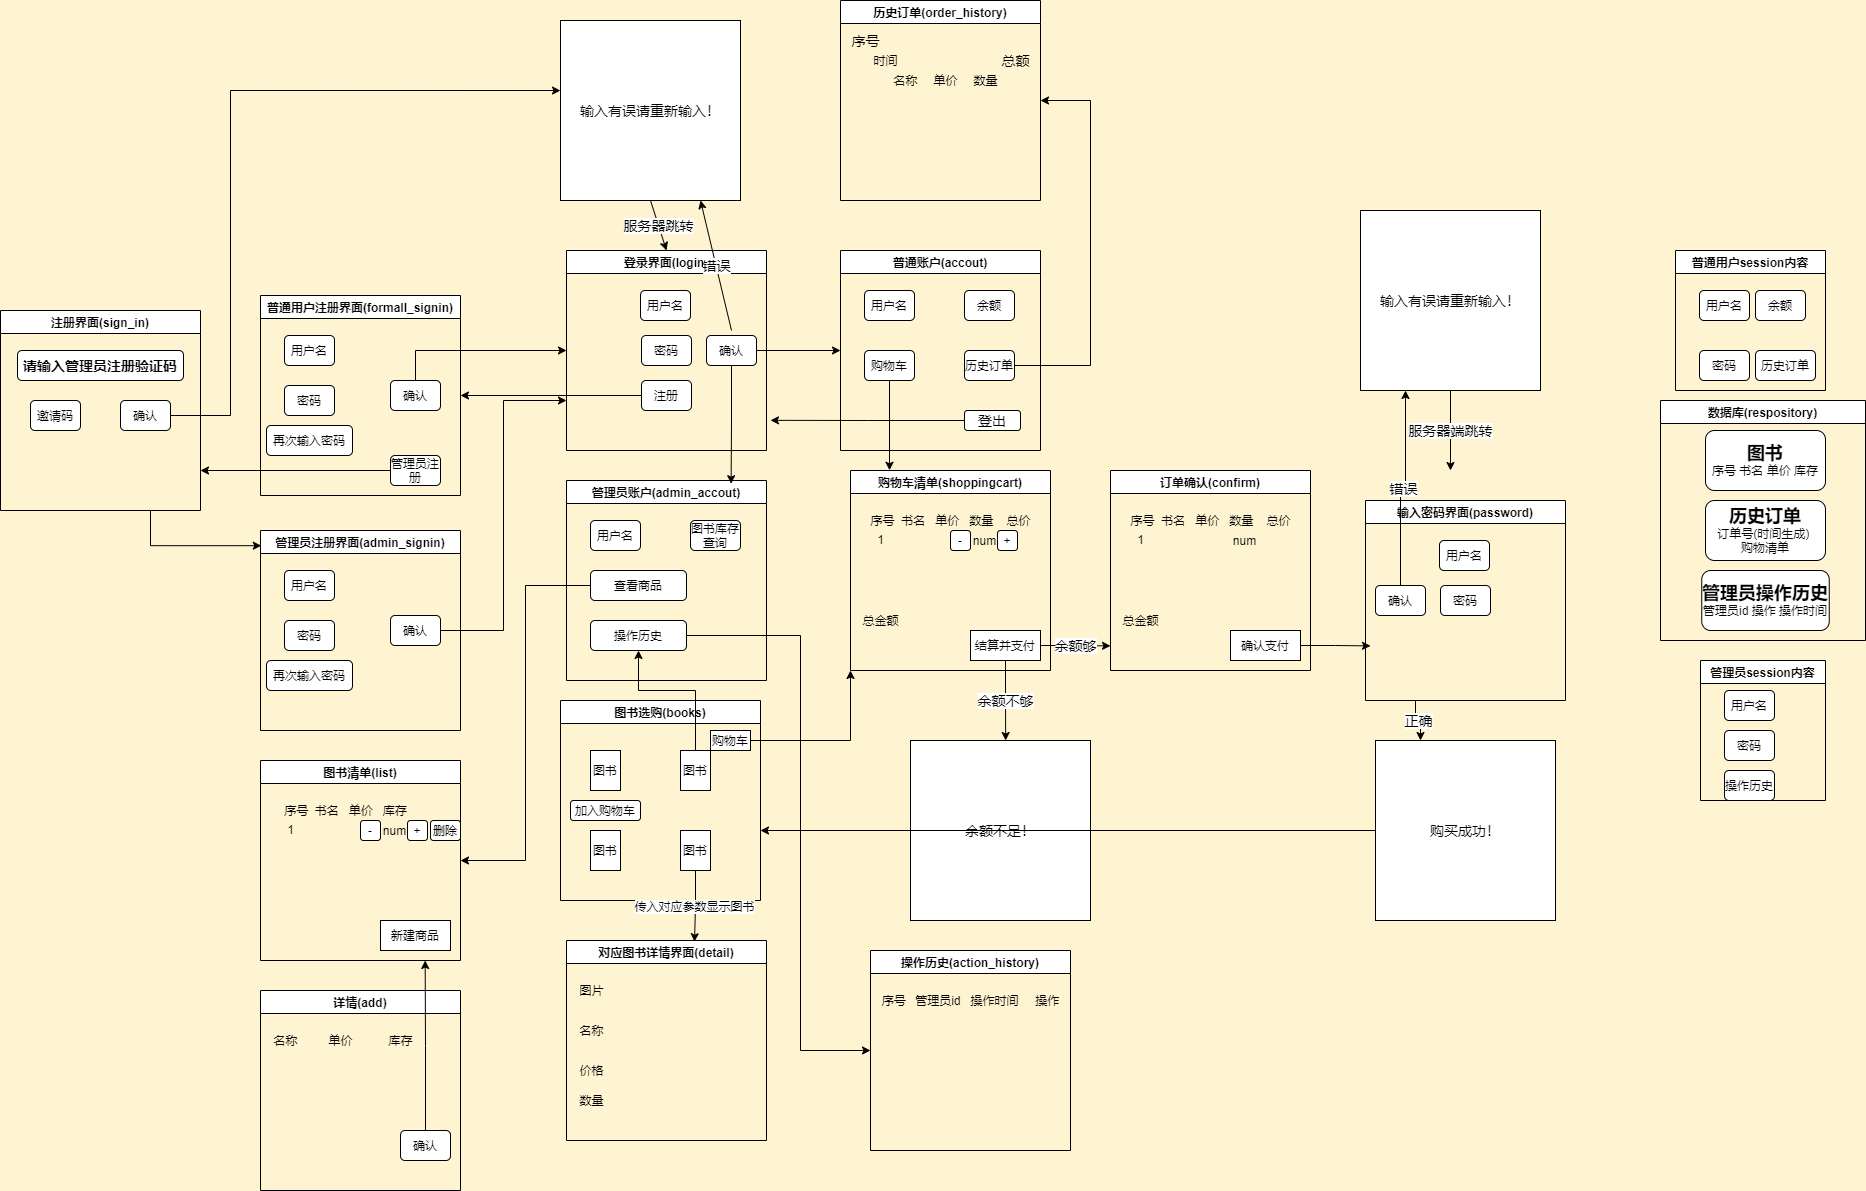 历史订单(order_history)
序号
时间
总额
名称 单价 数量
输入有误请重新输入！
服务器跳转
错误
登录界面(login
用户名
密码
确认
注册
普通账户(accout)
用户名
余额
购物车
历史订单
登出
输入有误请重新输入！
服务器端跳转
错误
普通用户session内容
用户名
余额
密码
历史订单
注册界面(sign_in)
请输入管理员注册验证码
邀请码
确认
普通用户注册界面(formall_signin)
用户名
密码
确认
再次输入密码
管理员注
册
数据库(respository)
图书
序号 书名 单价 库存
历史订单
订单号(时间生成)
购物清单
管理员操作历史
管理员id 操作 操作时间
管理员账户(admin_accout)
用户名
图书库存
查询
查看商品
操作历史
购物车清单(shoppingcart)
序号 书名 单价 数量 总价
1
-
num
+
总金额
结算并支付
余额够
余额不够
订单确认(confirm)
序号 书名 单价 数量 总价
1
num
总金额
确认支付
输入密码界面(password)
用户名
确认
密码
正确
管理员注册界面(admin_signin)
用户名
密码
确认
再次输入密码
管理员session内容
用户名
密码
操作历史
图书选购(books)
购物车
图书
图书
加入购物车
图书
图书
传入对应参数显示图书
余额不足！
购买成功！
图书清单(list)
序号 书名 单价 库存
1
-
num
+
删除
新建商品
对应图书详情界面(detail)
图片
名称
价格
数量
操作历史(action_history)
序号 管理员id 操作时间 操作
详情(add)
名称 单价 库存
确认